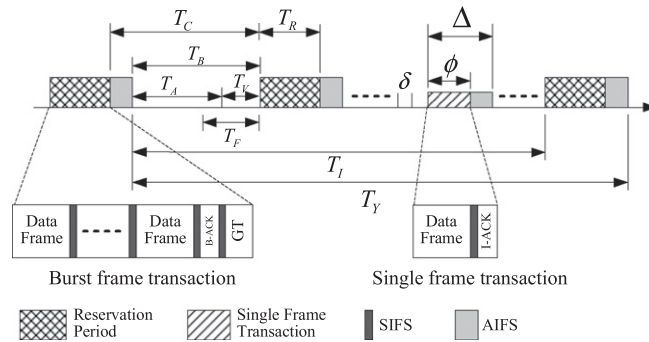 T_C T_R Δ
T_B
T_A T_V δ ϕ
T_F
T_I
T_Y
Data Frame Data Frame B-ACK GT Data Frame I-ACK
Burst frame transaction Single frame transaction
Reservation Period Single Frame Transaction SIFS AIFS